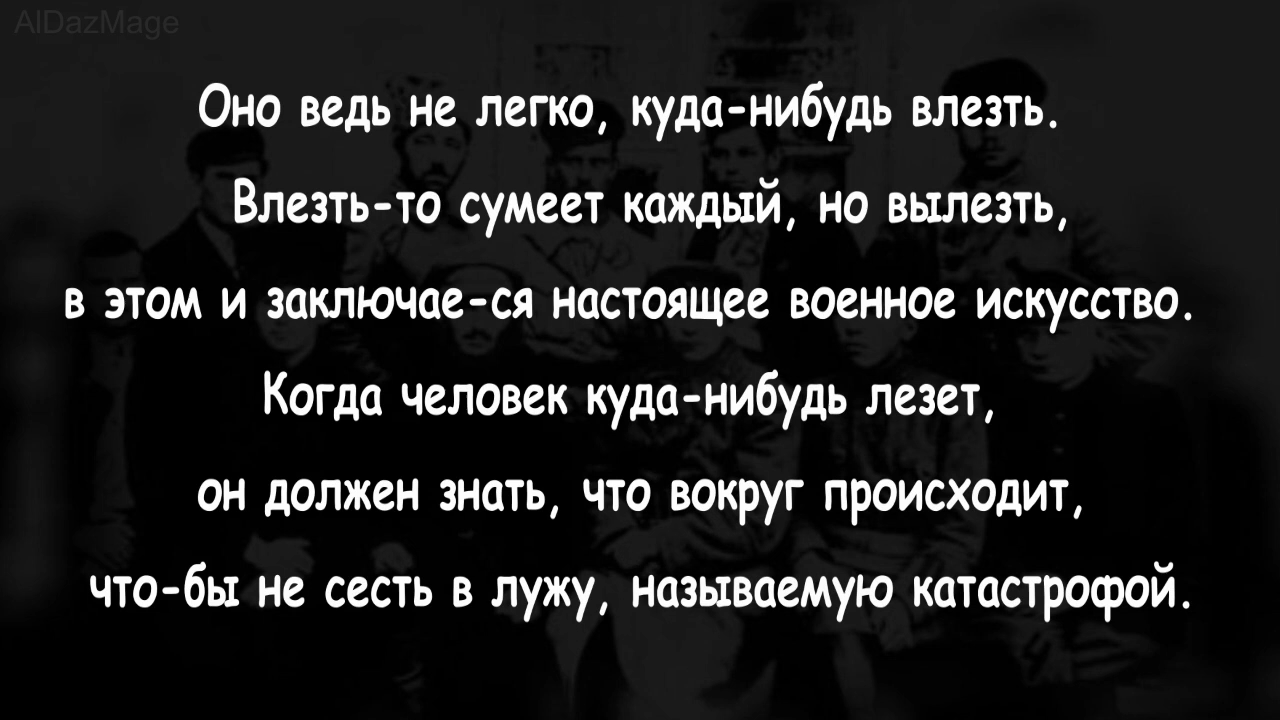 AlDazMage
Оно ведь не легко, куда-нибудь влезть.
Влезть-то сумеет каждый, но вылезть,
в этом и заключае-ся настоящее военное искусство.
Когда человек куда-нибудь лезет,
он должен знать, что вокруг происходит,
что-бы не сесть в лужу, называемую катастрофой.